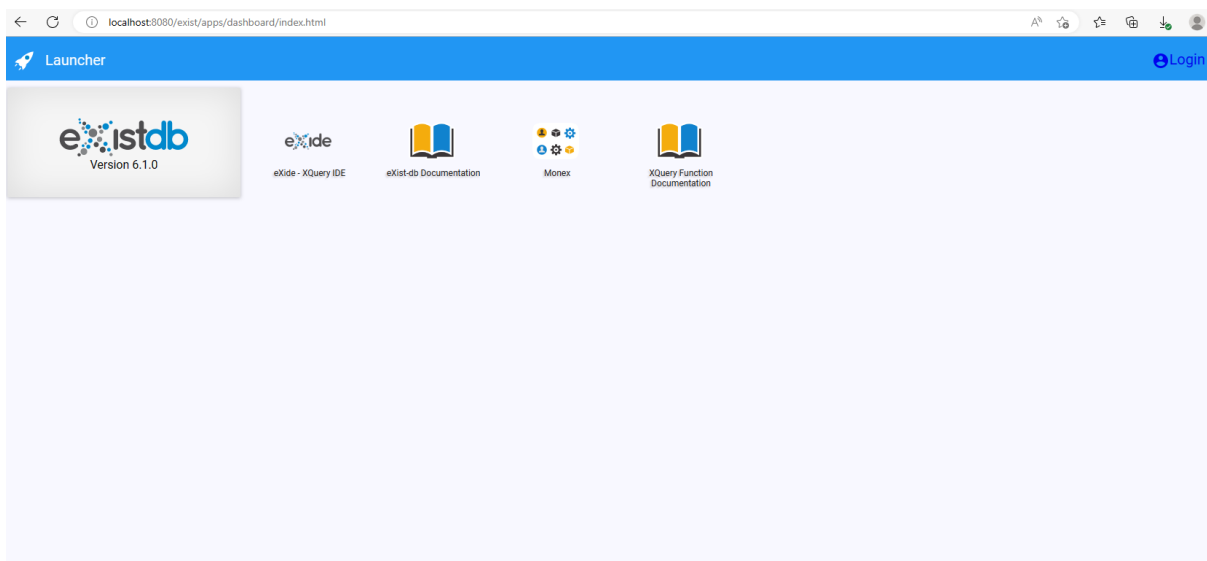 localhost:8080/exist/apps/dashboard/index.html
Launcher
Login
eXistdb
Version 6.1.0
eXide
eXide - XQuery IDE
eXist-db Documentation
Monex
XQuery Function
Documentation